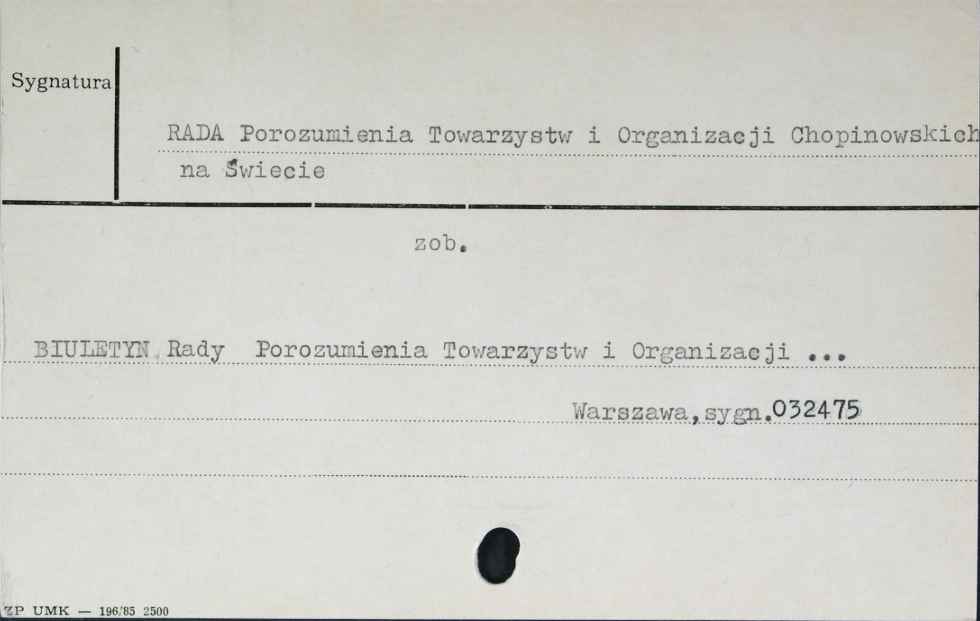 Sygnatura
RADA Porozumienia Towarzystw i Organizacji Chopinowskich
na Świecie
zob.
BIULETYN Rady Porozumienia Towarzystw i Organizacji ...
Warszawa,sygn.032475
ZP UMK — 196/85 2500